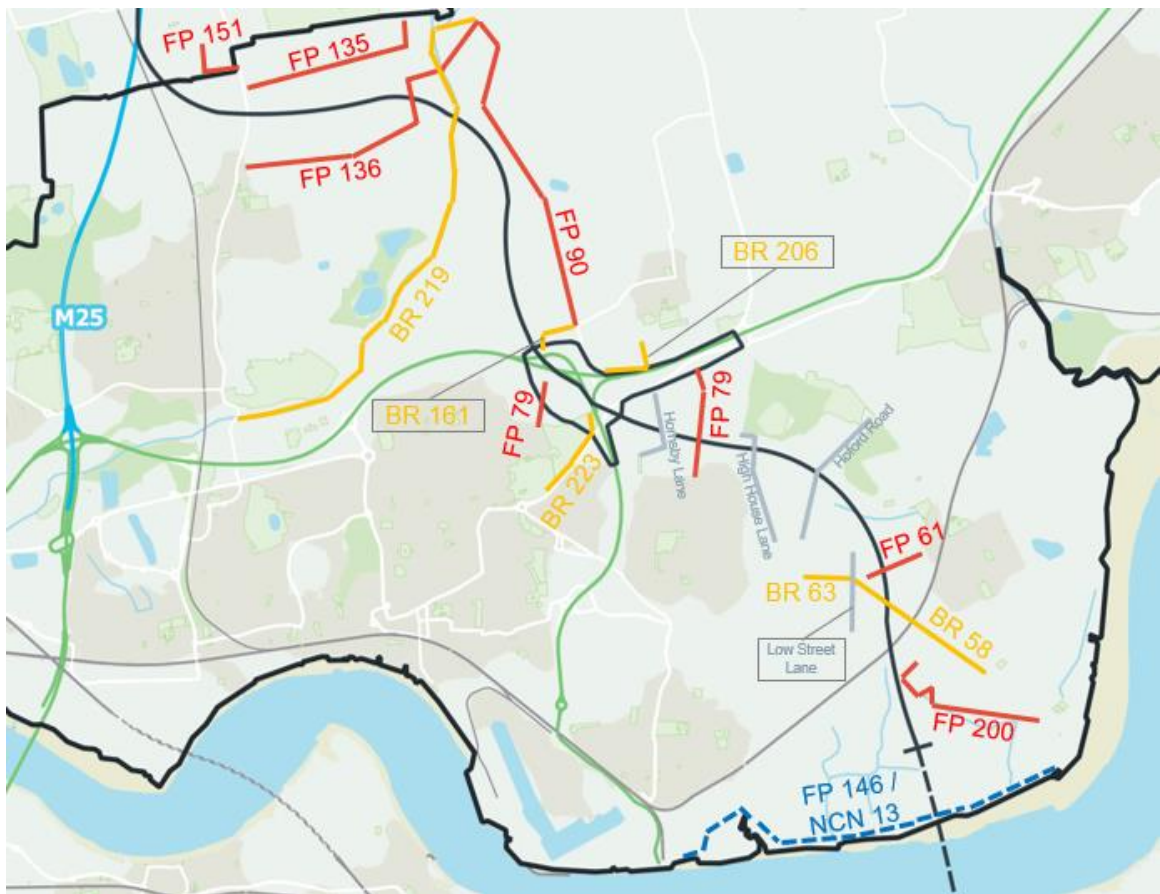 FP 151
FP 135
FP 136
FP 90
BR 206
BR 219
M25
BR 161
FP 79
FP 79
BR 223
Hornsby Lane
High House Lane
Holford Road
FP 61
BR 63
BR 58
Low Street
Lane
FP 200
FP 146 /
NCN 13